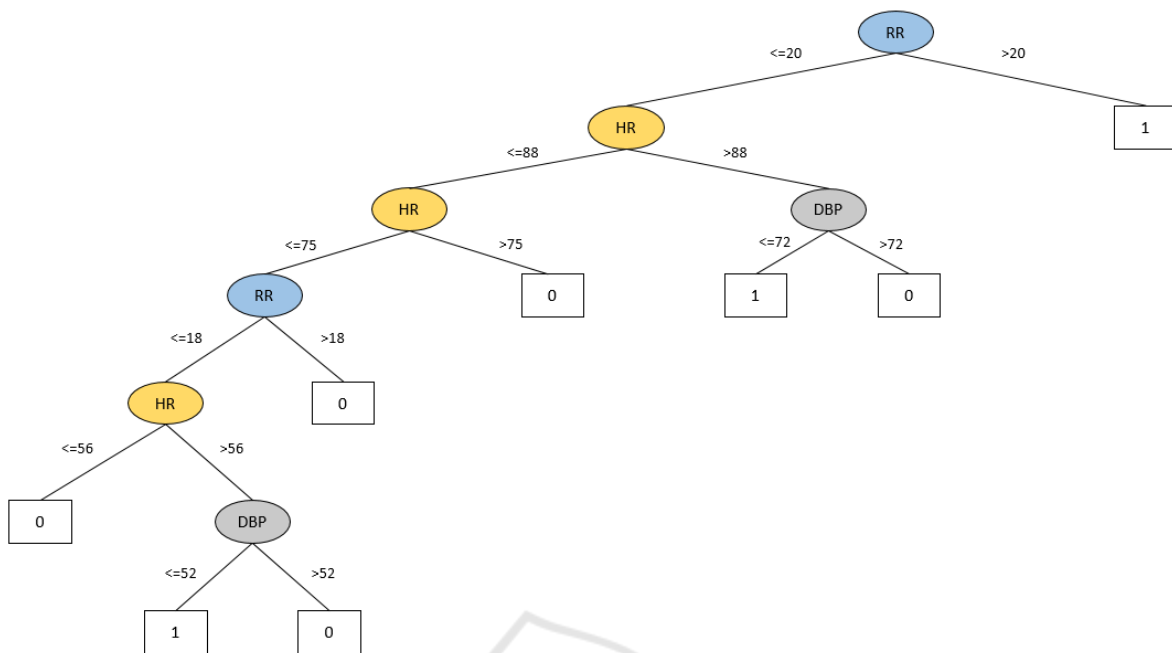 RR
<=20 >20
HR 1
<=88 >88
HR DBP
<=75 >75 <=72 >72
RR 0 1 0
<=18 >18
HR 0
<=56 >56
0 DBP
<=52 >52
1 0